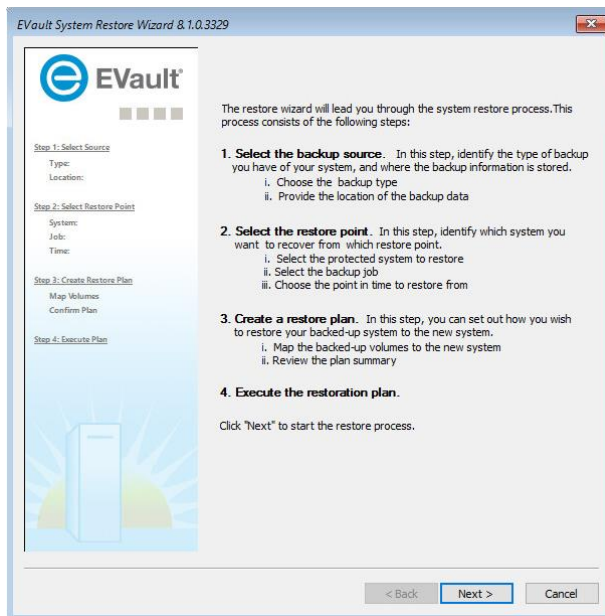 EVault System Restore Wizard 8.1.0.3329
EVault
Step 1: Select Source
Type:
Location:
Step 2: Select Restore Point
System:
Job:
Time:
Step 3: Create Restore Plan
Map Volumes
Confirm Plan
Step 4: Execute Plan
The restore wizard will lead you through the system restore process.This
process consists of the following steps:
1. Select the backup source. In this step, identify the type of backup
you have of your system, and where the backup information is stored.
i. Choose the backup type
ii. Provide the location of the backup data
2. Select the restore point. In this step, identify which system you
want to recover from which restore point.
i. Select the protected system to restore
ii. Select the backup job
iii. Choose the point in time to restore from
3. Create a restore plan. In this step, you can set out how you wish
to restore your backed-up system to the new system.
i. Map the backed-up volumes to the new system
ii. Review the plan summary
4. Execute the restoration plan.
Click "Next" to start the restore process.
< Back Next > Cancel